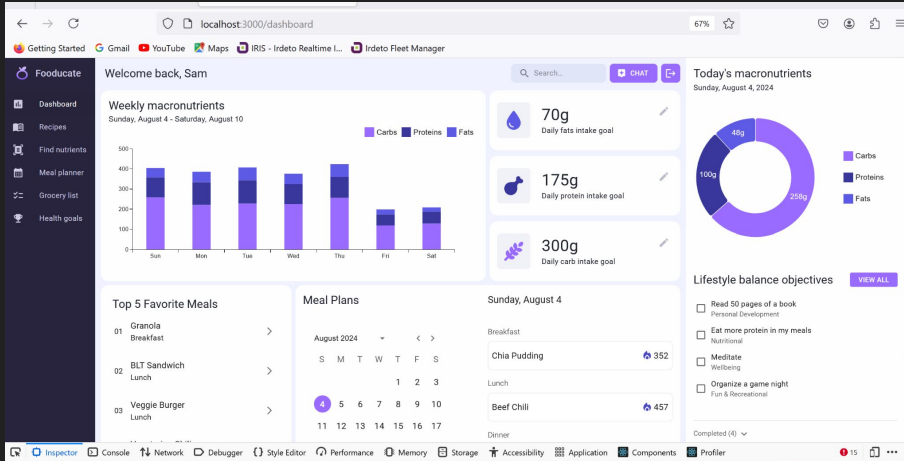 localhost:3000/dashboard
67%
Getting Started
Gmail
YouTube
Maps
IRIS - Irdeto Realtime I...
Irdeto Fleet Manager
Fooducate
Dashboard
Recipes
Find nutrients
Meal planner
Grocery list
Health goals
Welcome back, Sam
Search...
CHAT
Weekly macronutrients
Sunday, August 4 - Saturday, August 10
Carbs Proteins Fats
500
400
300
200
100
0
Sun Mon Tue Wed Thu Fri Sat
70g
Daily fats intake goal
175g
Daily protein intake goal
300g
Daily carb intake goal
Today's macronutrients
Sunday, August 4, 2024
48g
100g
258g
Carbs
Proteins
Fats
Lifestyle balance objectives
VIEW ALL
Read 50 pages of a book
Personal Development
Eat more protein in my meals
Nutritional
Meditate
Wellbeing
Organize a game night
Fun & Recreational
Completed (4)
Top 5 Favorite Meals
01 Granola
Breakfast
02 BLT Sandwich
Lunch
03 Veggie Burger
Lunch
Meal Plans
August 2024
S M T W T F S
1 2 3
4 5 6 7 8 9 10
11 12 13 14 15 16 17
Sunday, August 4
Breakfast
Chia Pudding 352
Lunch
Beef Chili 457
Dinner
Inspector Console Network Debugger Style Editor Performance Memory Storage Accessibility Application Components Profiler 15